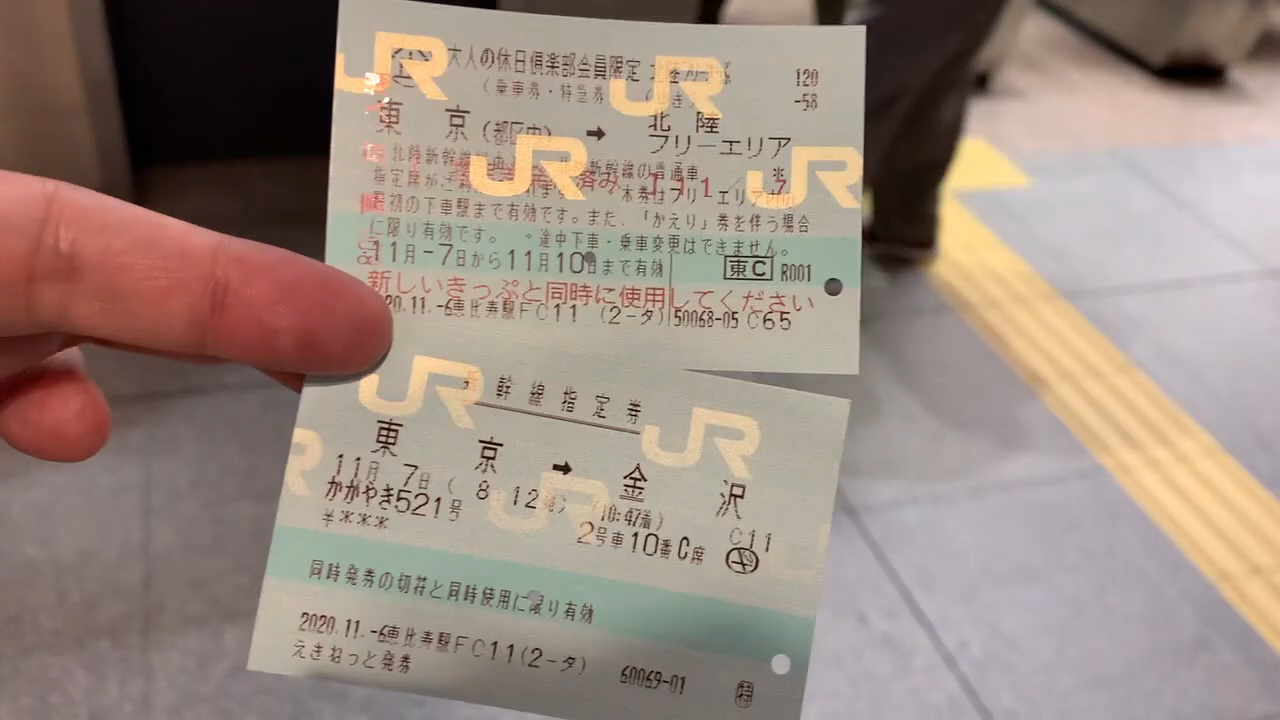 大人の休日倶楽部会員限定
(乗車券・特急券
120
-58
東 京(都区内) → 北 陸
フリーエリア
最初の下車駅まで有効です。また、「かえり」券を伴う場合
に限り有効です。 。途中下車・乗車変更はできません。
11月-7日から11月10日まで有効 東C R001
新しいきっぷと同時に使用してください
20.11.-6恵比寿駅FC11 (2-タ) 50068-05 C65
幹線指定券
東 京 → 金 沢
11月 7日( 8:12発) (10:47着) C11
かがやき521号 2号車10番C席
¥***
同時発券の切符と同時使用に限り有効
2020.11.-6恵比寿駅FC11(2-タ) 60069-01 特
えきねっと発券
JR
JR
JR
JR
JR
JR
JR